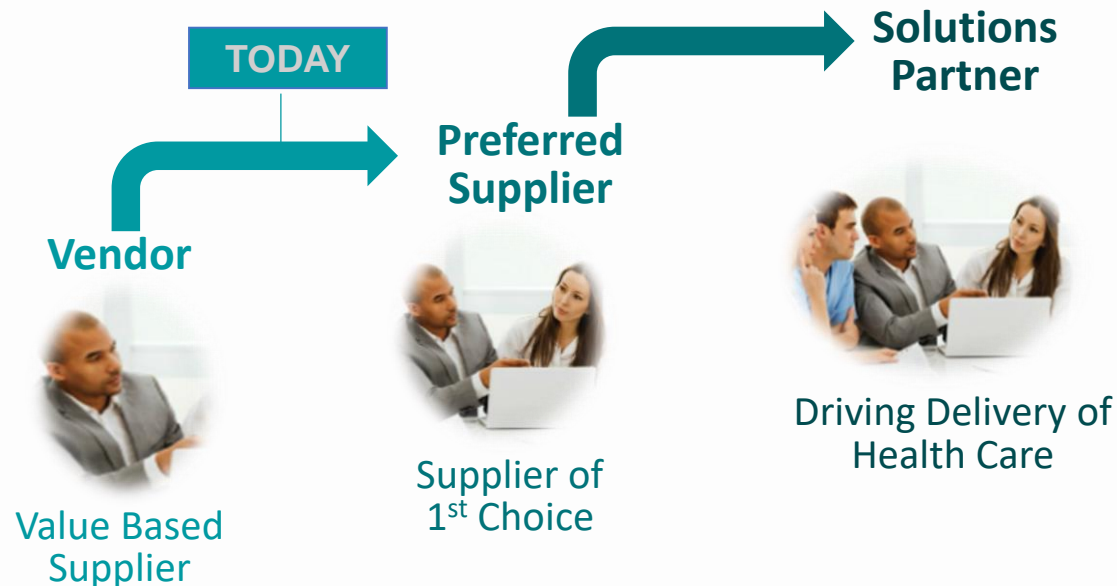 TODAY
Vendor
Value Based
Supplier
Preferred
Supplier
Supplier of
1st Choice
Solutions
Partner
Driving Delivery of
Health Care